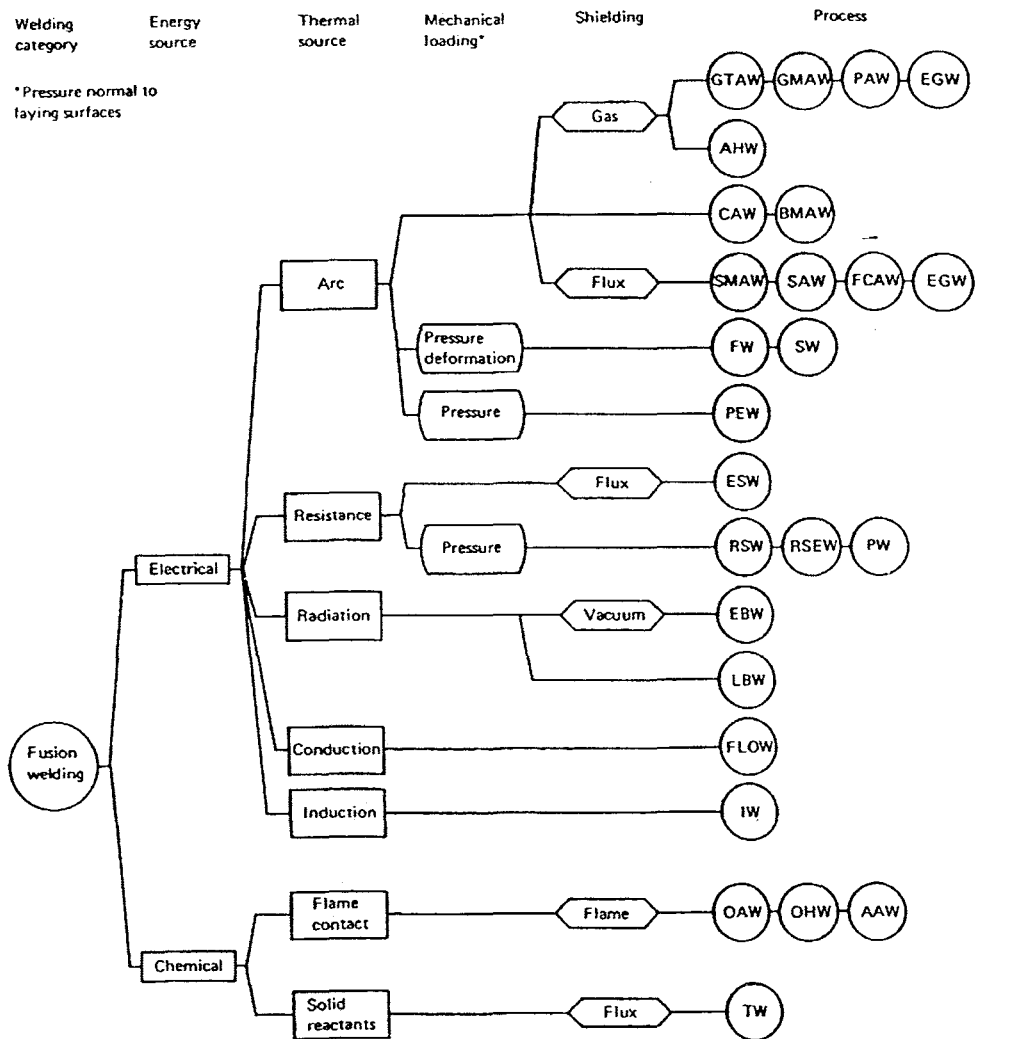 Welding category
Energy source
Thermal source
Mechanical loading*
Shielding
Process
*Pressure normal to
faying surfaces
GTAW GMAW PAW EGW
Gas
AHW
CAW BMAW
Arc
Flux
SMAW SAW FCAW EGW
Pressure
deformation
FW SW
Pressure
PEW
Flux
ESW
Resistance
Pressure
RSW RSEW PW
Electrical
Radiation
Vacuum
EBW
LBW
Fusion
welding
Conduction
FLOW
Induction
IW
Flame
contact
Flame
OAW OHW AAW
Chemical
Solid
reactants
Flux
TW